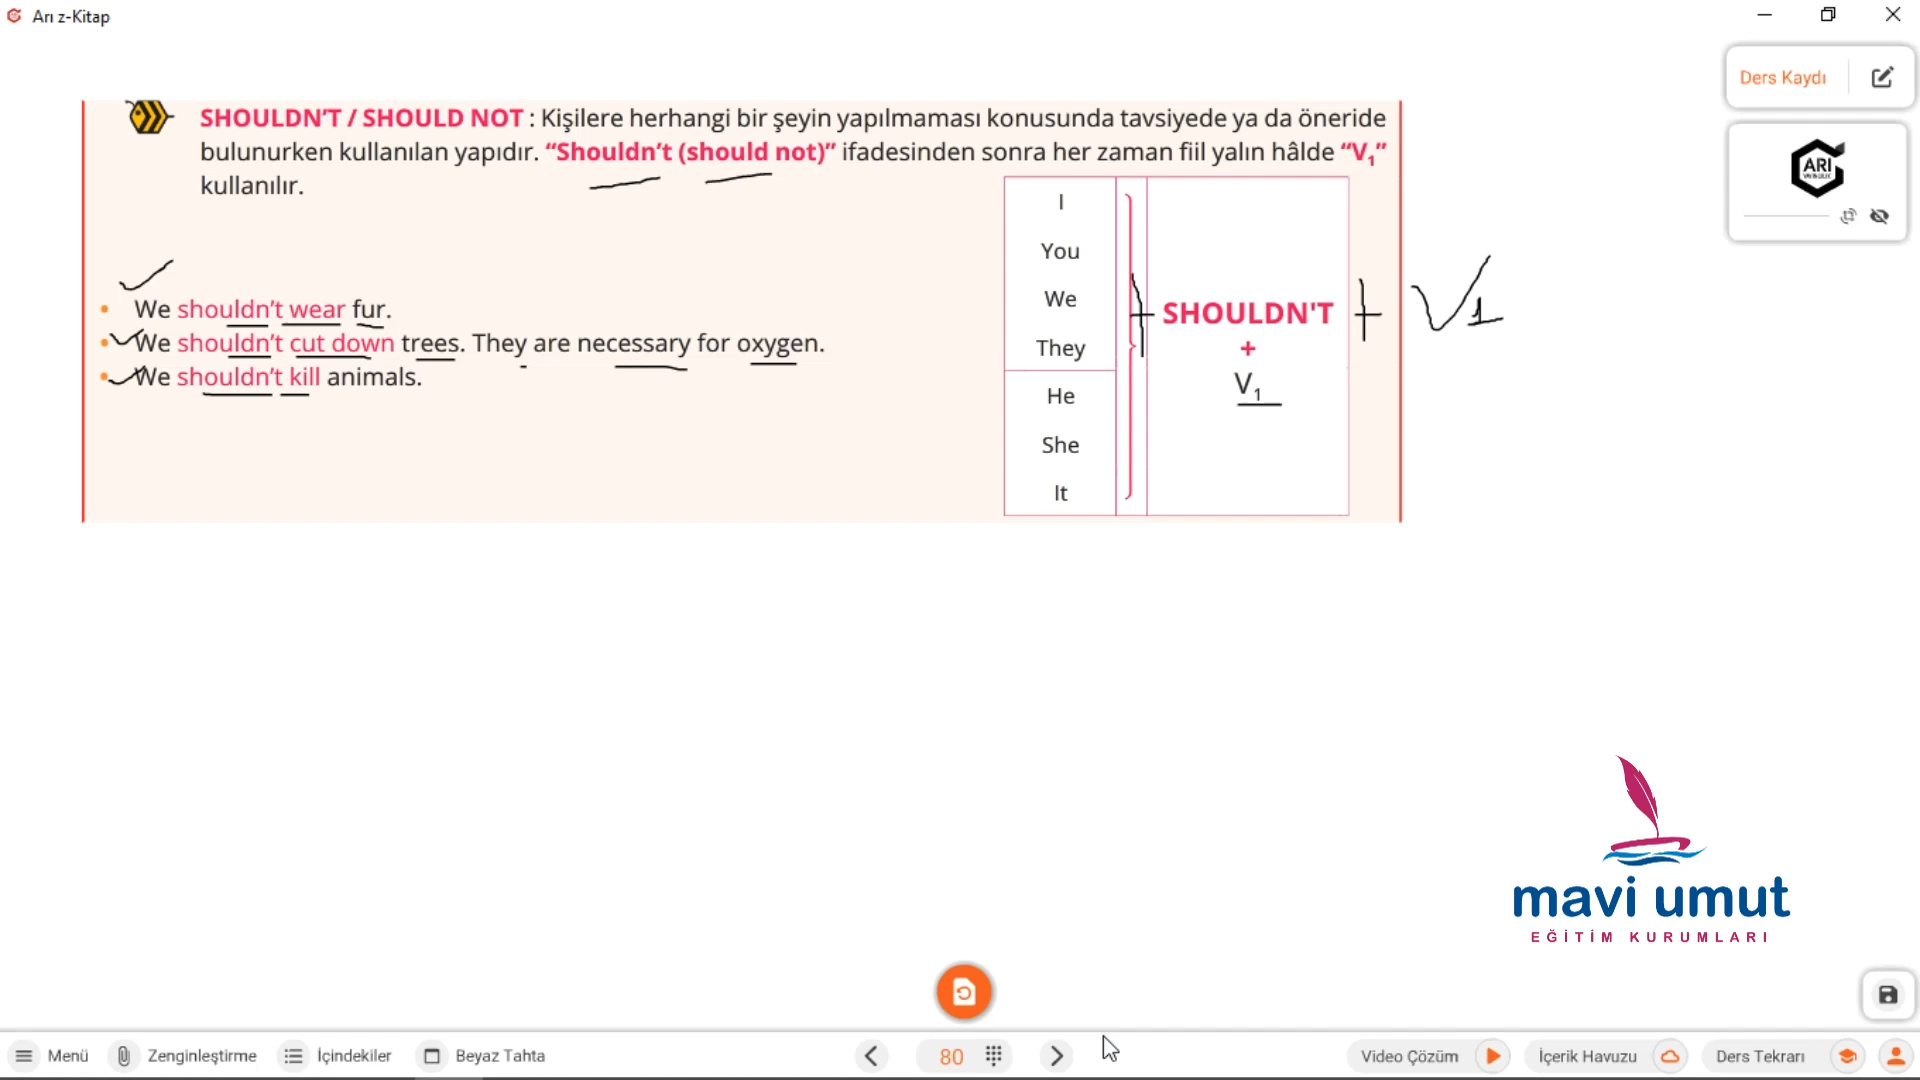 Arı z-Kitap
Ders Kaydı
ARI
SHOULDN'T / SHOULD NOT : Kişilere herhangi bir şeyin yapılmaması konusunda tavsiyede ya da öneride
bulunurken kullanılan yapıdır. “Shouldn't (should not)” ifadesinden sonra her zaman fiil yalın hâlde “V₁”
kullanılır.
• We shouldn't wear fur.
• We shouldn't cut down trees. They are necessary for oxygen.
• We shouldn't kill animals.
I
You
We
They
He
She
It
+ SHOULDN'T + V1
+
V₁
mavi umut
EĞİTİM KURUMLARI
Menü Zenginleştirme İçindekiler Beyaz Tahta 80 Video Çözüm İçerik Havuzu Ders Tekrarı